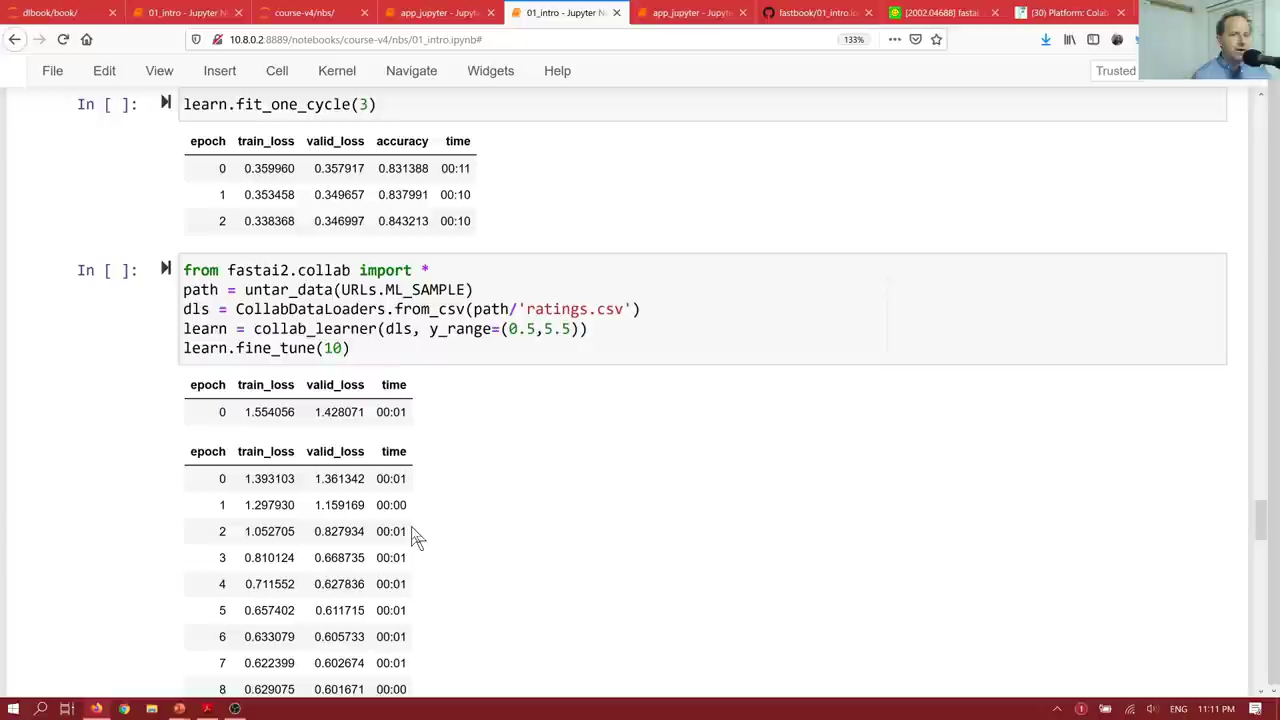 dlbook/book/
01_intro - Jupyter N
course-v4/nbs/
app_jupyter - Jupyt
01_intro - Jupyter N
app_jupyter - Jupyt
fastbook/01_intro.i
[2002.04688] fastai
(30) Platform: Colab
10.8.0.2:8889/notebooks/course-v4/nbs/01_intro.ipynb#
133%
File Edit View Insert Cell Kernel Navigate Widgets Help
Trusted
In [ ]: learn.fit_one_cycle(3)
epoch train_loss valid_loss accuracy time
0 0.359960 0.357917 0.831388 00:11
1 0.353458 0.349657 0.837991 00:10
2 0.338368 0.346997 0.843213 00:10
In [ ]: from fastai2.collab import *
path = untar_data(URLs.ML_SAMPLE)
dls = CollabDataLoaders.from_csv(path/'ratings.csv')
learn = collab_learner(dls, y_range=(0.5,5.5))
learn.fine_tune(10)
epoch train_loss valid_loss time
0 1.554056 1.428071 00:01
epoch train_loss valid_loss time
0 1.393103 1.361342 00:01
1 1.297930 1.159169 00:00
2 1.052705 0.827934 00:01
3 0.810124 0.668735 00:01
4 0.711552 0.627836 00:01
5 0.657402 0.611715 00:01
6 0.633079 0.605733 00:01
7 0.622399 0.602674 00:01
8 0.629075 0.601671 00:00
ENG 11:11 PM